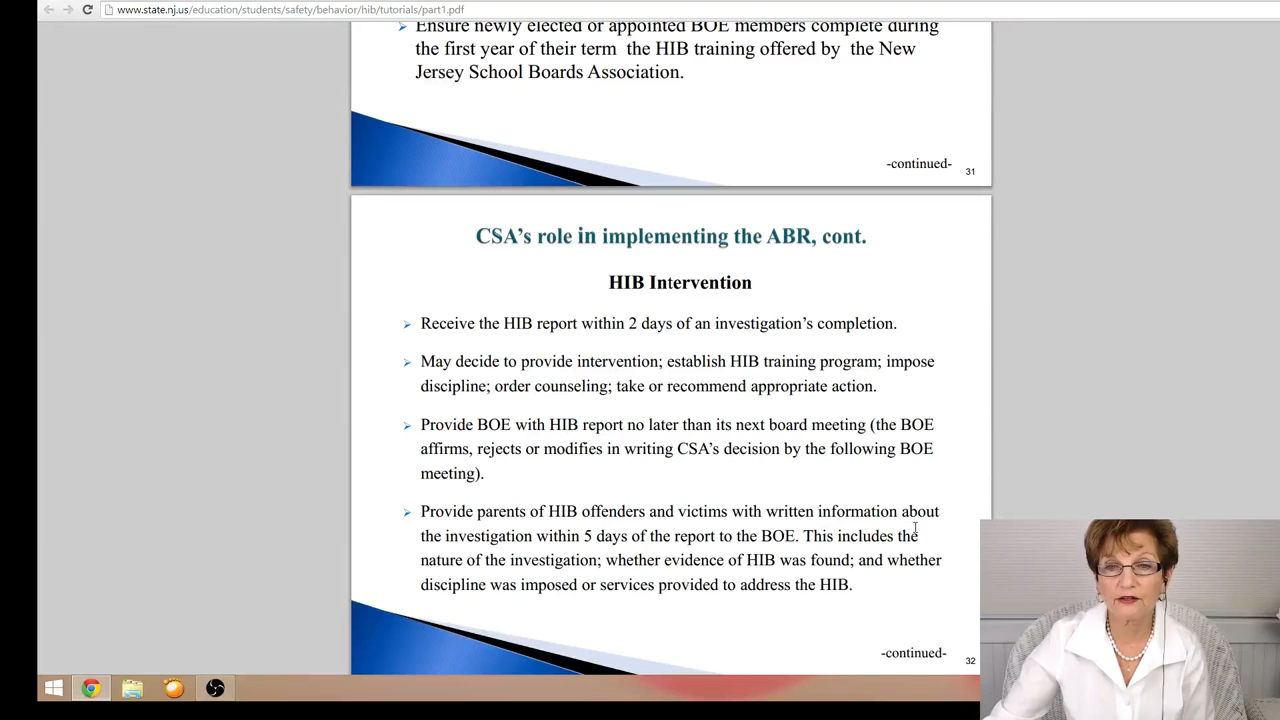 www.state.nj.us/education/students/safety/behavior/hib/tutorials/part1.pdf
Ensure newly elected or appointed BOE members complete during
the first year of their term the HIB training offered by the New
Jersey School Boards Association.
-continued-
31
CSA's role in implementing the ABR, cont.
HIB Intervention
Receive the HIB report within 2 days of an investigation's completion.
May decide to provide intervention; establish HIB training program; impose
discipline; order counseling; take or recommend appropriate action.
Provide BOE with HIB report no later than its next board meeting (the BOE
affirms, rejects or modifies in writing CSA's decision by the following BOE
meeting).
Provide parents of HIB offenders and victims with written information about
the investigation within 5 days of the report to the BOE. This includes the
nature of the investigation; whether evidence of HIB was found; and whether
discipline was imposed or services provided to address the HIB.
-continued-
32